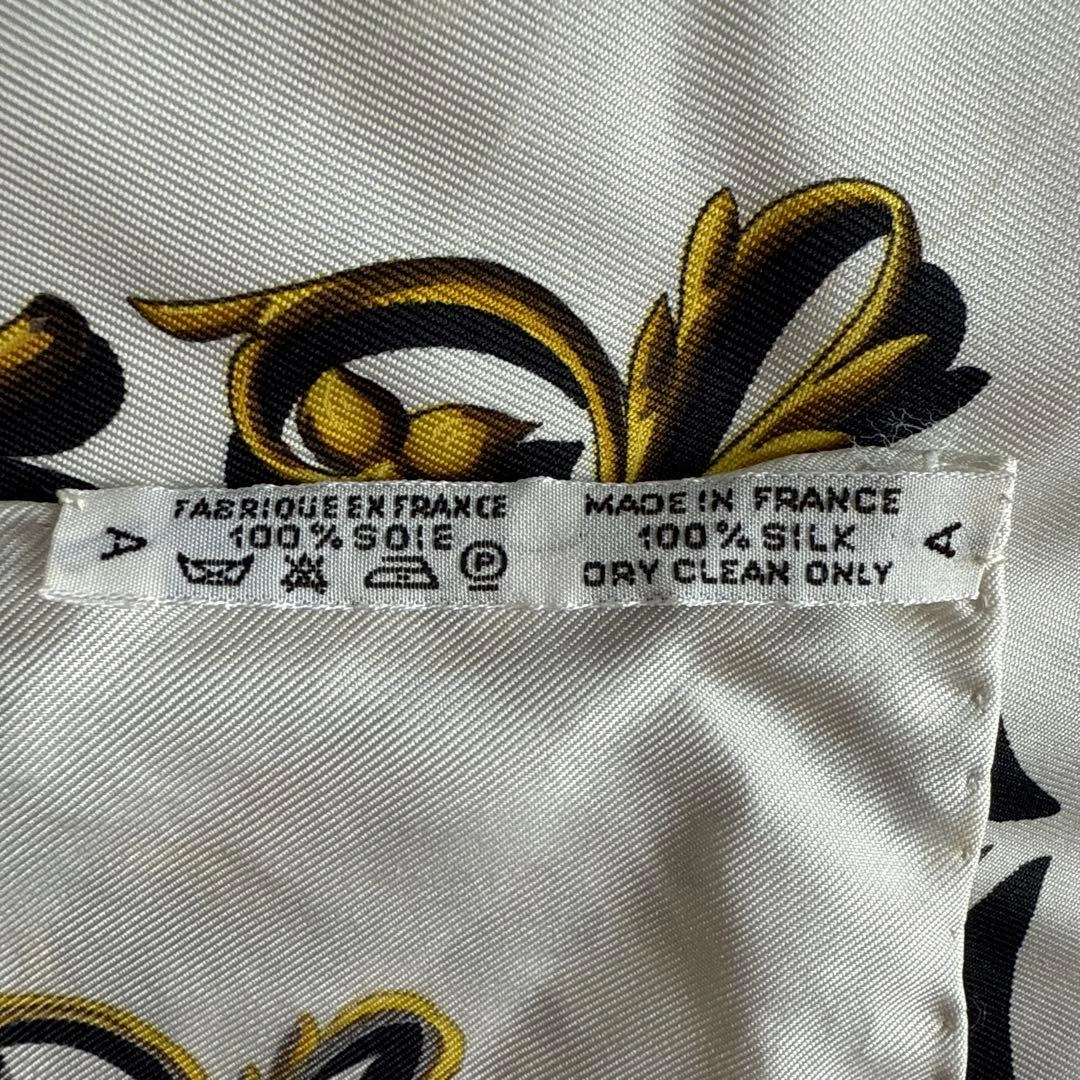 FABRIQUE EN FRANCE
100% SOIE
P
MADE IN FRANCE
100% SILK
DRY CLEAN ONLY
A
A